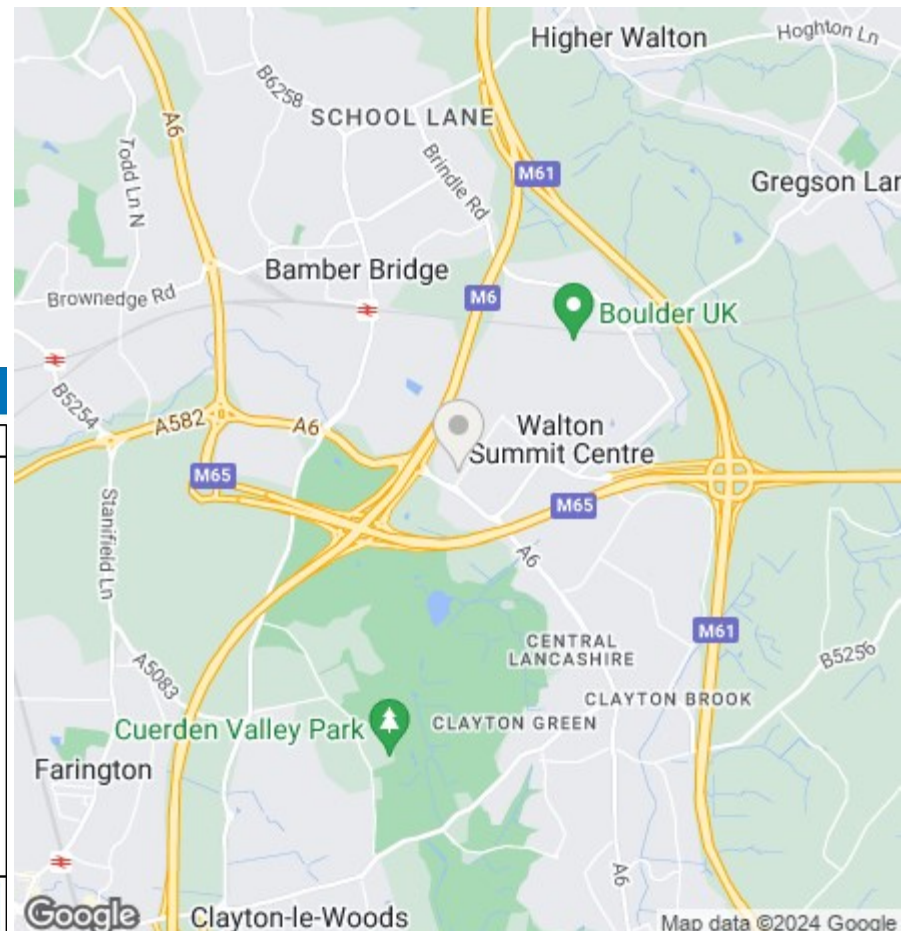 Higher Walton
Hoghton Ln
B6258
A6
SCHOOL LANE
Todd Ln N
Brindle Rd
M61
Gregson Lan
Bamber Bridge
Brownedge Rd
M6
Boulder UK
B5254
A582
A6
Walton
Summit Centre
M65
M65
Stanifield Ln
A6
CENTRAL
LANCASHIRE
M61
B5256
A5083
CLAYTON BROOK
Cuerden Valley Park
CLAYTON GREEN
Farington
A6
Google
Clayton-le-Woods
Map data ©2024 Google